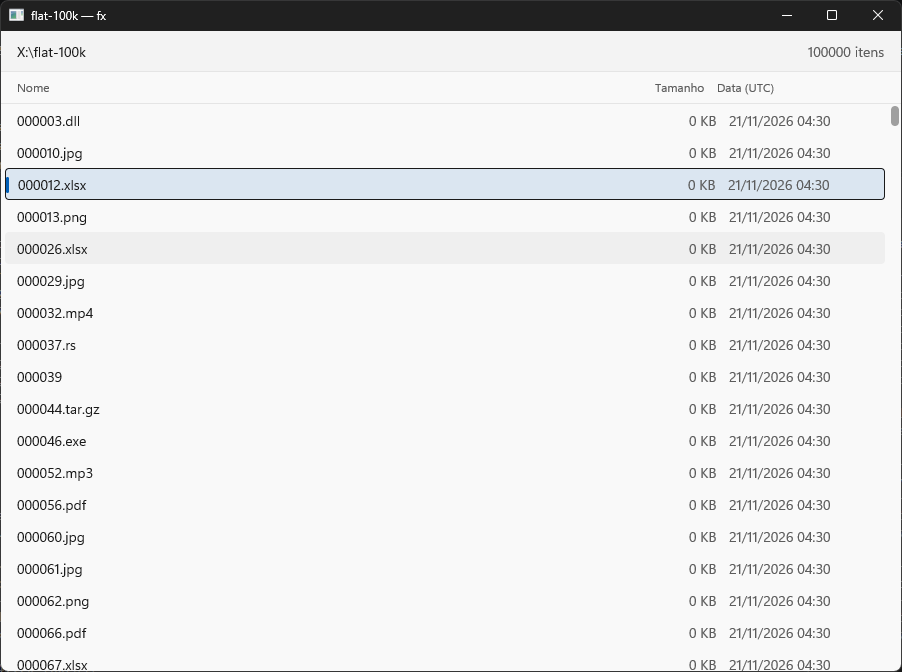 flat-100k — fx
X:\flat-100k 100000 itens
Nome Tamanho Data (UTC)
000003.dll 0 KB 21/11/2026 04:30
000010.jpg 0 KB 21/11/2026 04:30
000012.xlsx 0 KB 21/11/2026 04:30
000013.png 0 KB 21/11/2026 04:30
000026.xlsx 0 KB 21/11/2026 04:30
000029.jpg 0 KB 21/11/2026 04:30
000032.mp4 0 KB 21/11/2026 04:30
000037.rs 0 KB 21/11/2026 04:30
000039 0 KB 21/11/2026 04:30
000044.tar.gz 0 KB 21/11/2026 04:30
000046.exe 0 KB 21/11/2026 04:30
000052.mp3 0 KB 21/11/2026 04:30
000056.pdf 0 KB 21/11/2026 04:30
000060.jpg 0 KB 21/11/2026 04:30
000061.jpg 0 KB 21/11/2026 04:30
000062.png 0 KB 21/11/2026 04:30
000066.pdf 0 KB 21/11/2026 04:30
000067.xlsx 0 KB 21/11/2026 04:30